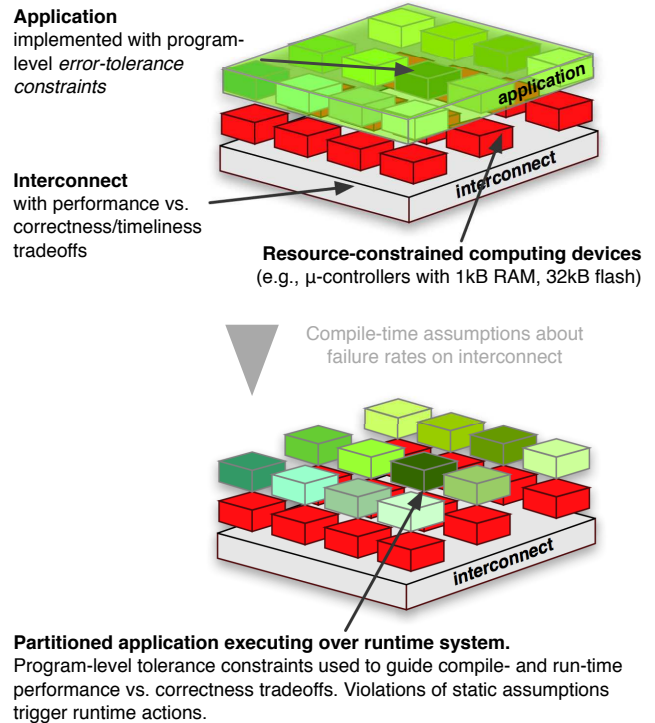 Application
implemented with program-
level error-tolerance
constraints
application
Interconnect
with performance vs.
correctness/timeliness
tradeoffs
interconnect
Resource-constrained computing devices
(e.g., μ-controllers with 1kB RAM, 32kB flash)
Compile-time assumptions about
failure rates on interconnect
interconnect
Partitioned application executing over runtime system.
Program-level tolerance constraints used to guide compile- and run-time
performance vs. correctness tradeoffs. Violations of static assumptions
trigger runtime actions.